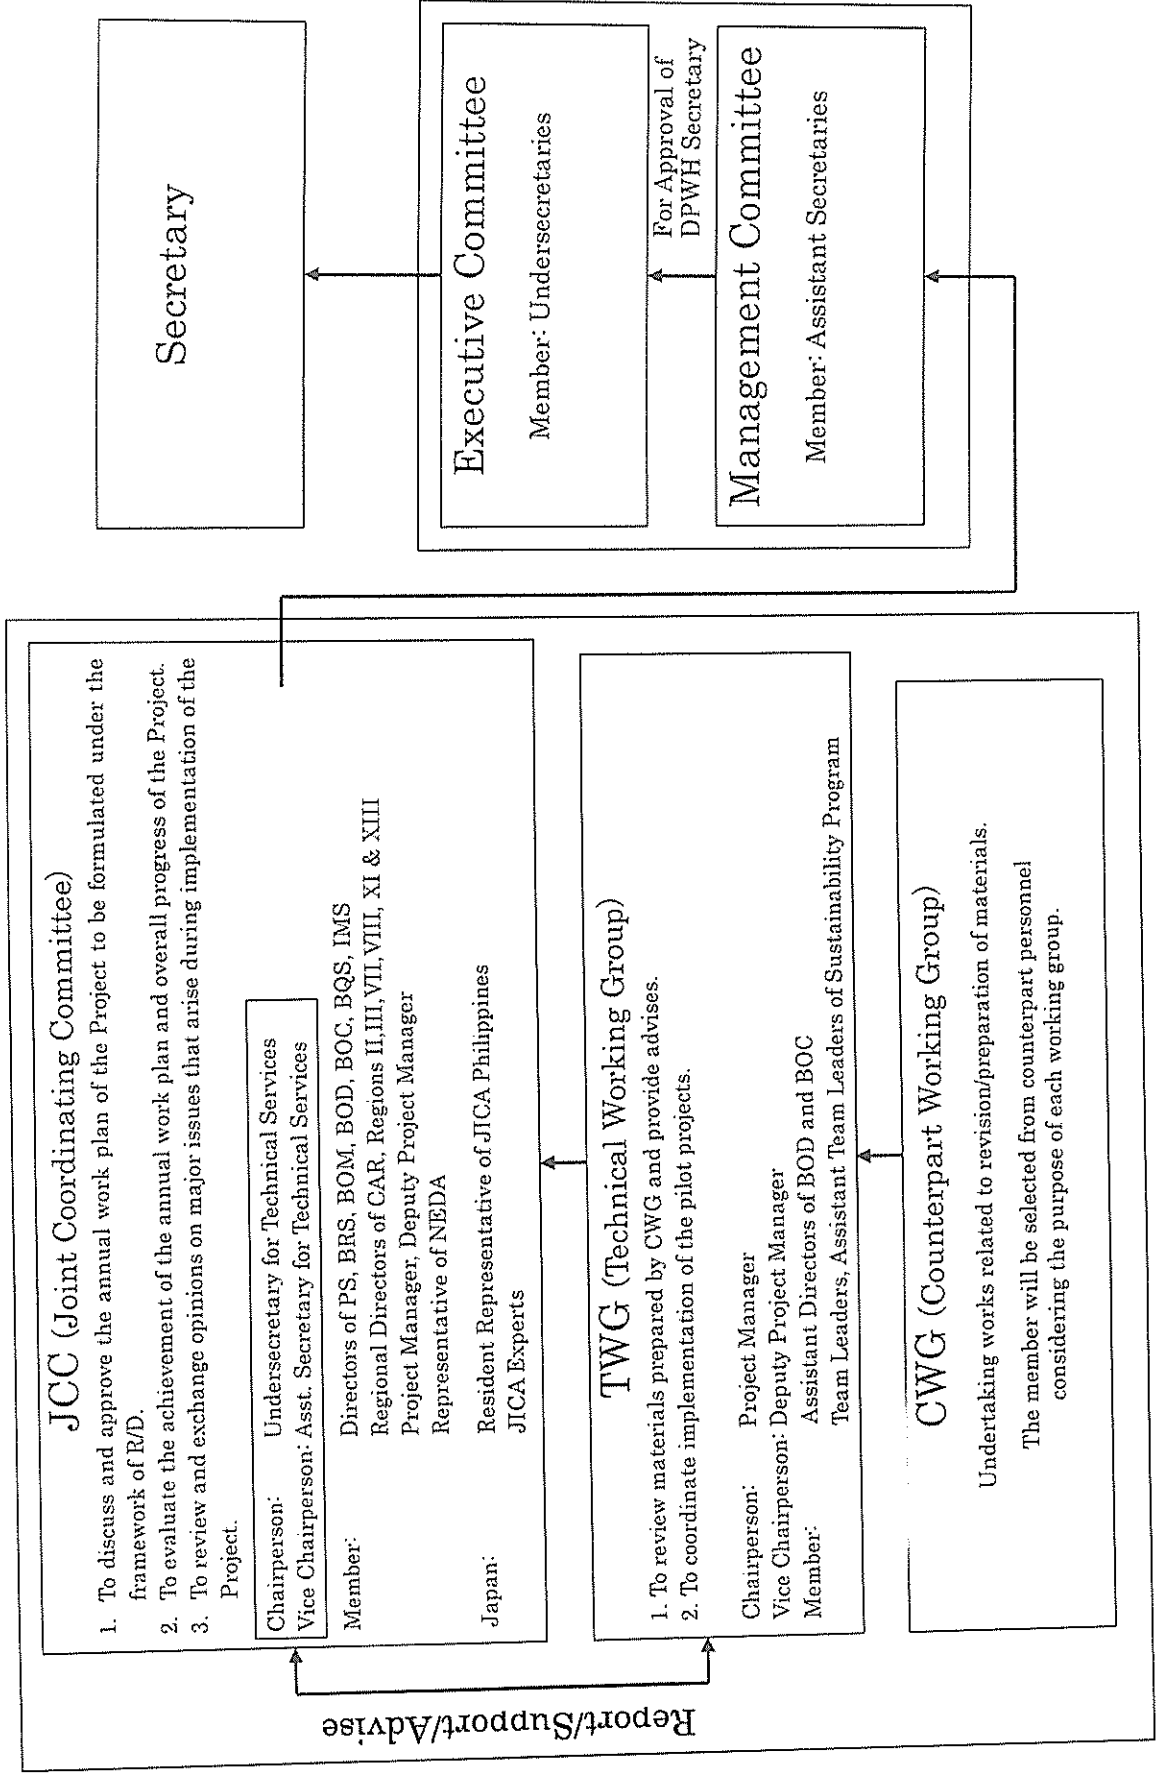 JCC (Joint Coordinating Committee)
1. To discuss and approve the annual work plan of the Project to be formulated under the
framework of R/D.
2. To evaluate the achievement of the annual work plan and overall progress of the Project.
3. To review and exchange opinions on major issues that arise during implementation of the
Project.
Chairperson: Undersecretary for Technical Services
Vice Chairperson: Asst. Secretary for Technical Services
Member: Directors of PS, BRS, BOM, BOD, BOC, BQS, IMS
Regional Directors of CAR, Regions II,III,VII,VIII, XI & XIII
Project Manager, Deputy Project Manager
Representative of NEDA
Japan: Resident Representative of JICA Philippines
JICA Experts
Report/Support/Advise
TWG (Technical Working Group)
1. To review materials prepared by CWG and provide advises.
2. To coordinate implementation of the pilot projects.
Chairperson: Project Manager
Vice Chairperson: Deputy Project Manager
Member: Assistant Directors of BOD and BOC
Team Leaders, Assistant Team Leaders of Sustainability Program
CWG (Counterpart Working Group)
Undertaking works related to revision/preparation of materials.
The member will be selected from counterpart personnel
considering the purpose of each working group.
Secretary
Executive Committee
Member: Undersecretaries
For Approval of
DPWH Secretary
Management Committee
Member: Assistant Secretaries